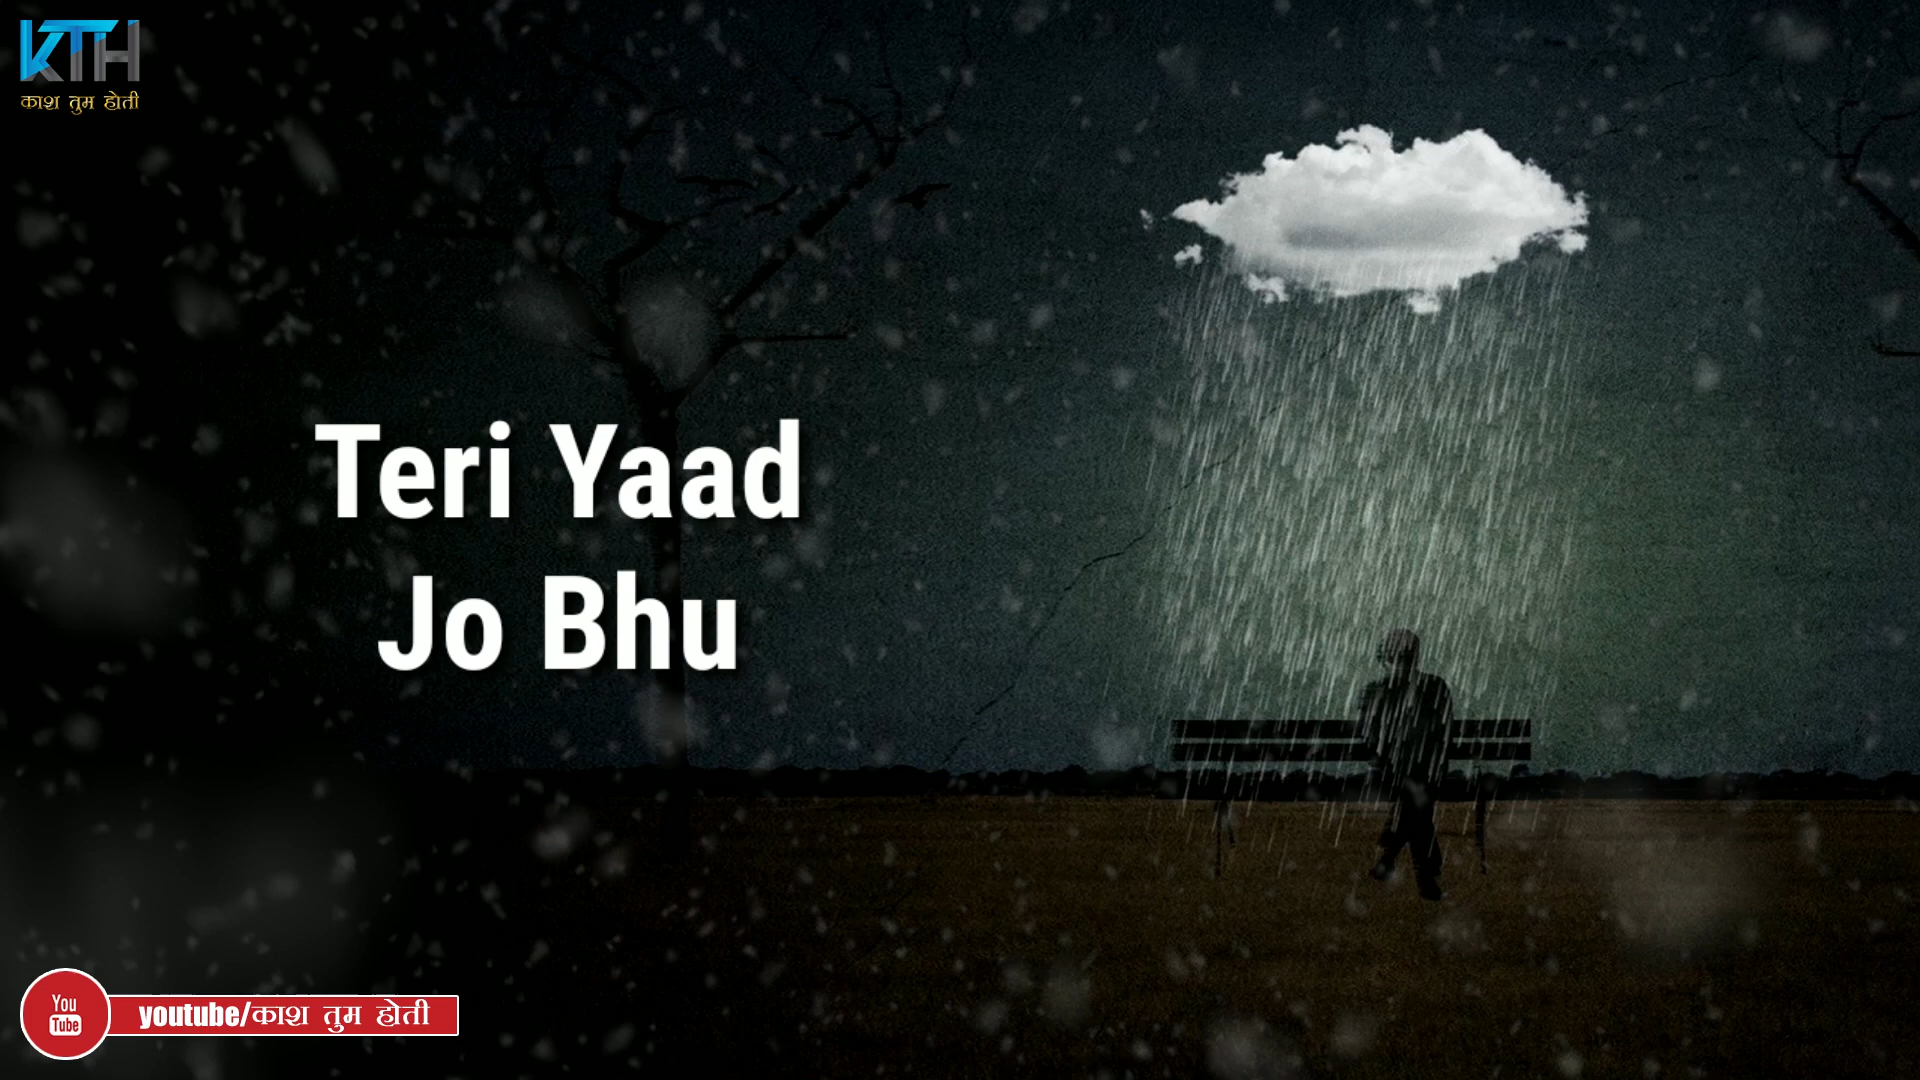 KTH
काश तुम होती
Teri Yaad
Jo Bhu
You
Tube
youtube/काश तुम होती